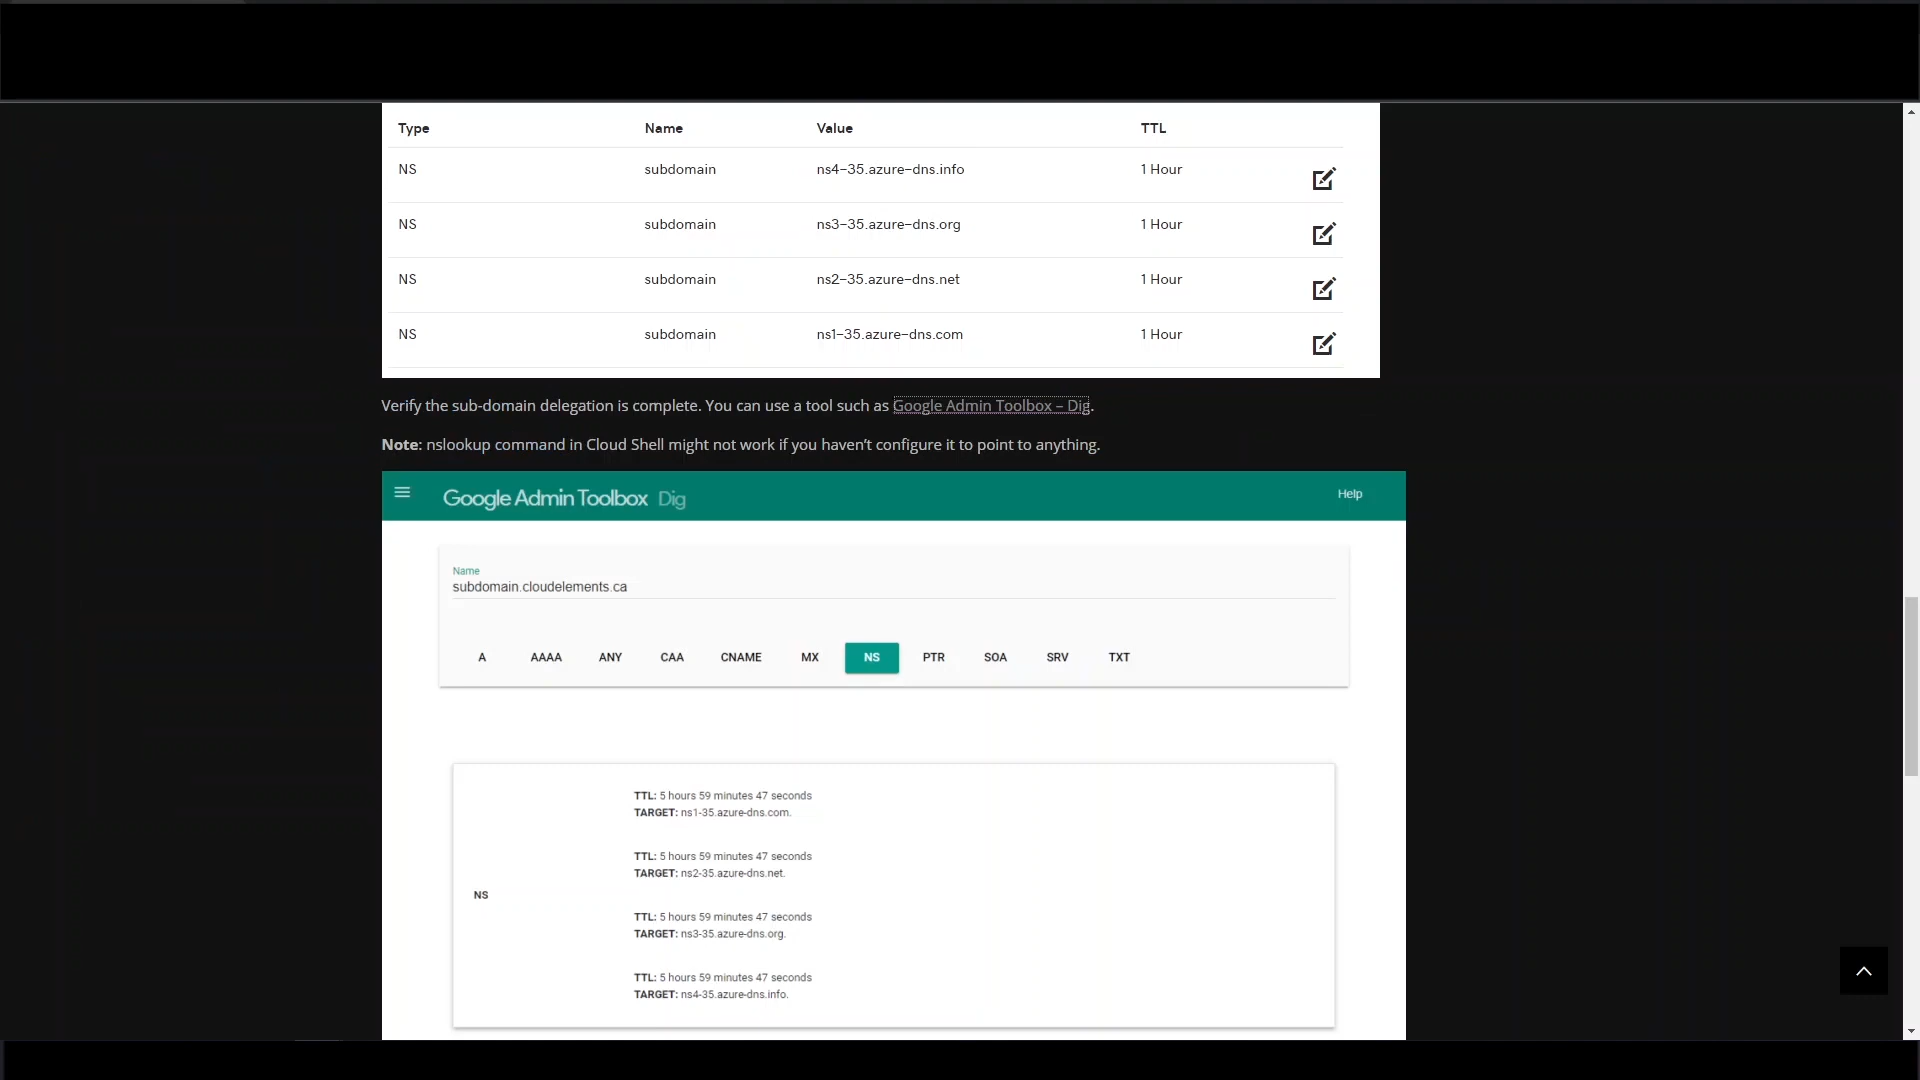 Type Name Value TTL
NS subdomain ns4-35.azure-dns.info 1 Hour
NS subdomain ns3-35.azure-dns.org 1 Hour
NS subdomain ns2-35.azure-dns.net 1 Hour
NS subdomain ns1-35.azure-dns.com 1 Hour
Verify the sub-domain delegation is complete. You can use a tool such as Google Admin Toolbox – Dig.
Note: nslookup command in Cloud Shell might not work if you haven’t configure it to point to anything.
Google Admin Toolbox Dig Help
Name
subdomain.cloudelements.ca
A AAAA ANY CAA CNAME MX NS PTR SOA SRV TXT
TTL: 5 hours 59 minutes 47 seconds
TARGET: ns1-35.azure-dns.com.
TTL: 5 hours 59 minutes 47 seconds
TARGET: ns2-35.azure-dns.net.
NS
TTL: 5 hours 59 minutes 47 seconds
TARGET: ns3-35.azure-dns.org.
TTL: 5 hours 59 minutes 47 seconds
TARGET: ns4-35.azure-dns.info.